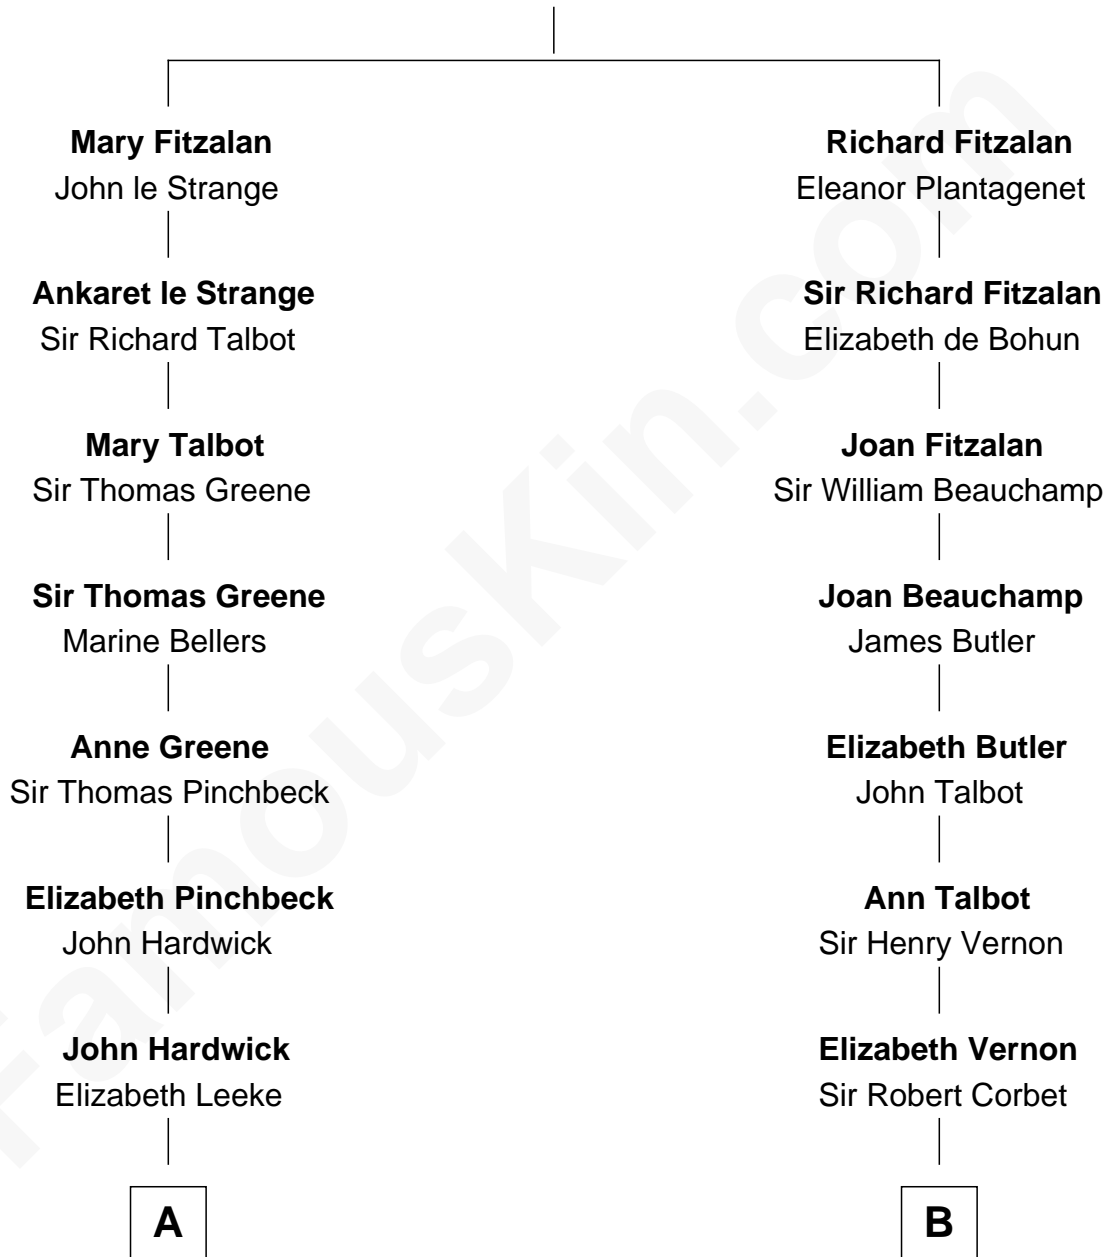 Mary Fitzalan
John le Strange
Ankaret le Strange
Sir Richard Talbot
Mary Talbot
Sir Thomas Greene
Sir Thomas Greene
Marine Bellers
Anne Greene
Sir Thomas Pinchbeck
Elizabeth Pinchbeck
John Hardwick
John Hardwick
Elizabeth Leeke
A
Richard Fitzalan
Eleanor Plantagenet
Sir Richard Fitzalan
Elizabeth de Bohun
Joan Fitzalan
Sir William Beauchamp
Joan Beauchamp
James Butler
Elizabeth Butler
John Talbot
Ann Talbot
Sir Henry Vernon
Elizabeth Vernon
Sir Robert Corbet
B
FamousKin.com